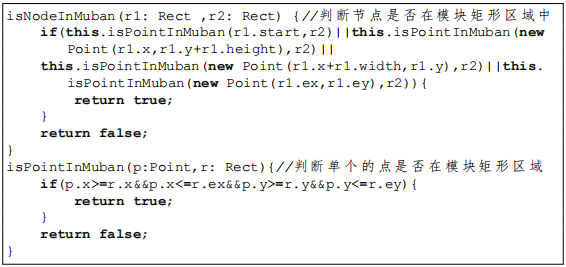 isNodeInMuban(r1: Rect ,r2: Rect) {//判断节点是否在模块矩形区域中
if(this.isPointInMuban(r1.start,r2)||this.isPointInMuban(new
Point(r1.x,r1.y+r1.height),r2)||
this.isPointInMuban(new Point(r1.x+r1.width,r1.y),r2)||this.
isPointInMuban(new Point(r1.ex,r1.ey),r2)){
return true;
}
return false;
}
isPointInMuban(p:Point,r: Rect){//判断单个的点是否在模块矩形区域
if(p.x>=r.x&&p.x<=r.ex&&p.y>=r.y&&p.y<=r.ey){
return true;
}
return false;
}